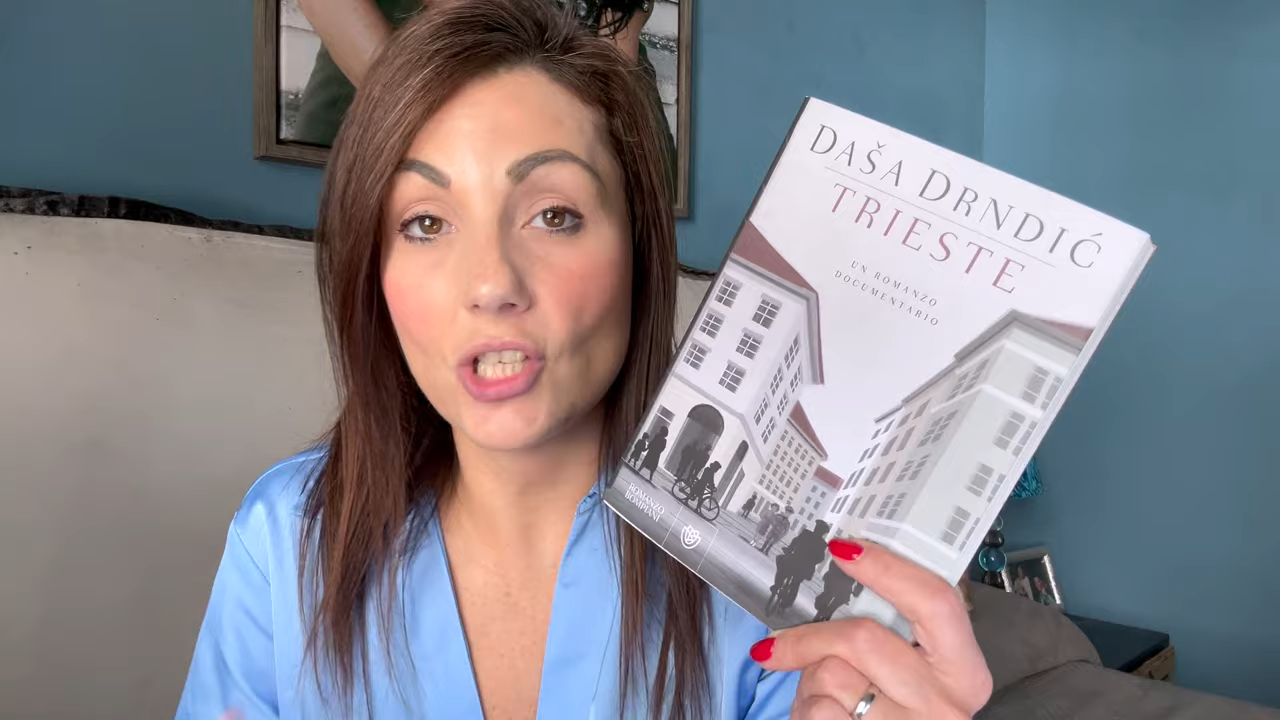 DAŠA DRNDIĆ
TRIESTE
UN ROMANZO
DOCUMENTARIO
ROMANZO
BOMPIANI